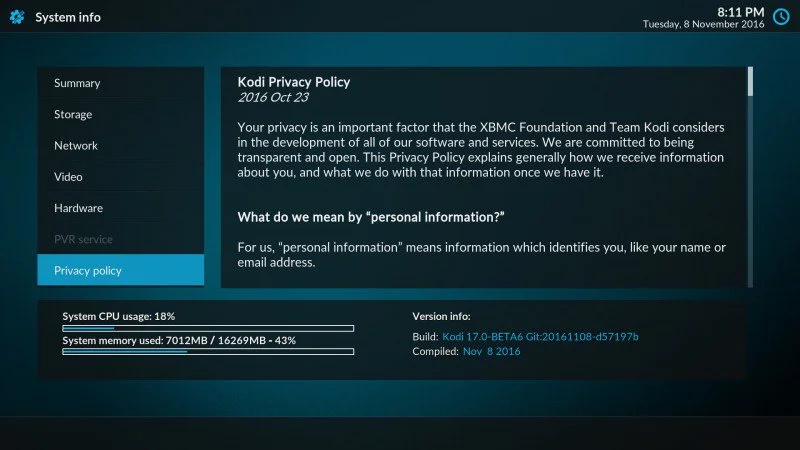 System info
8:11 PM
Tuesday, 8 November 2016
Summary
Storage
Network
Video
Hardware
PVR service
Privacy policy
Kodi Privacy Policy
2016 Oct 23
Your privacy is an important factor that the XBMC Foundation and Team Kodi considers
in the development of all of our software and services. We are committed to being
transparent and open. This Privacy Policy explains generally how we receive information
about you, and what we do with that information once we have it.
What do we mean by “personal information?”
For us, “personal information” means information which identifies you, like your name or
email address.
System CPU usage: 18%
System memory used: 7012MB / 16269MB - 43%
Version info:
Build: Kodi 17.0-BETA6 Git:20161108-d57197b
Compiled: Nov 8 2016